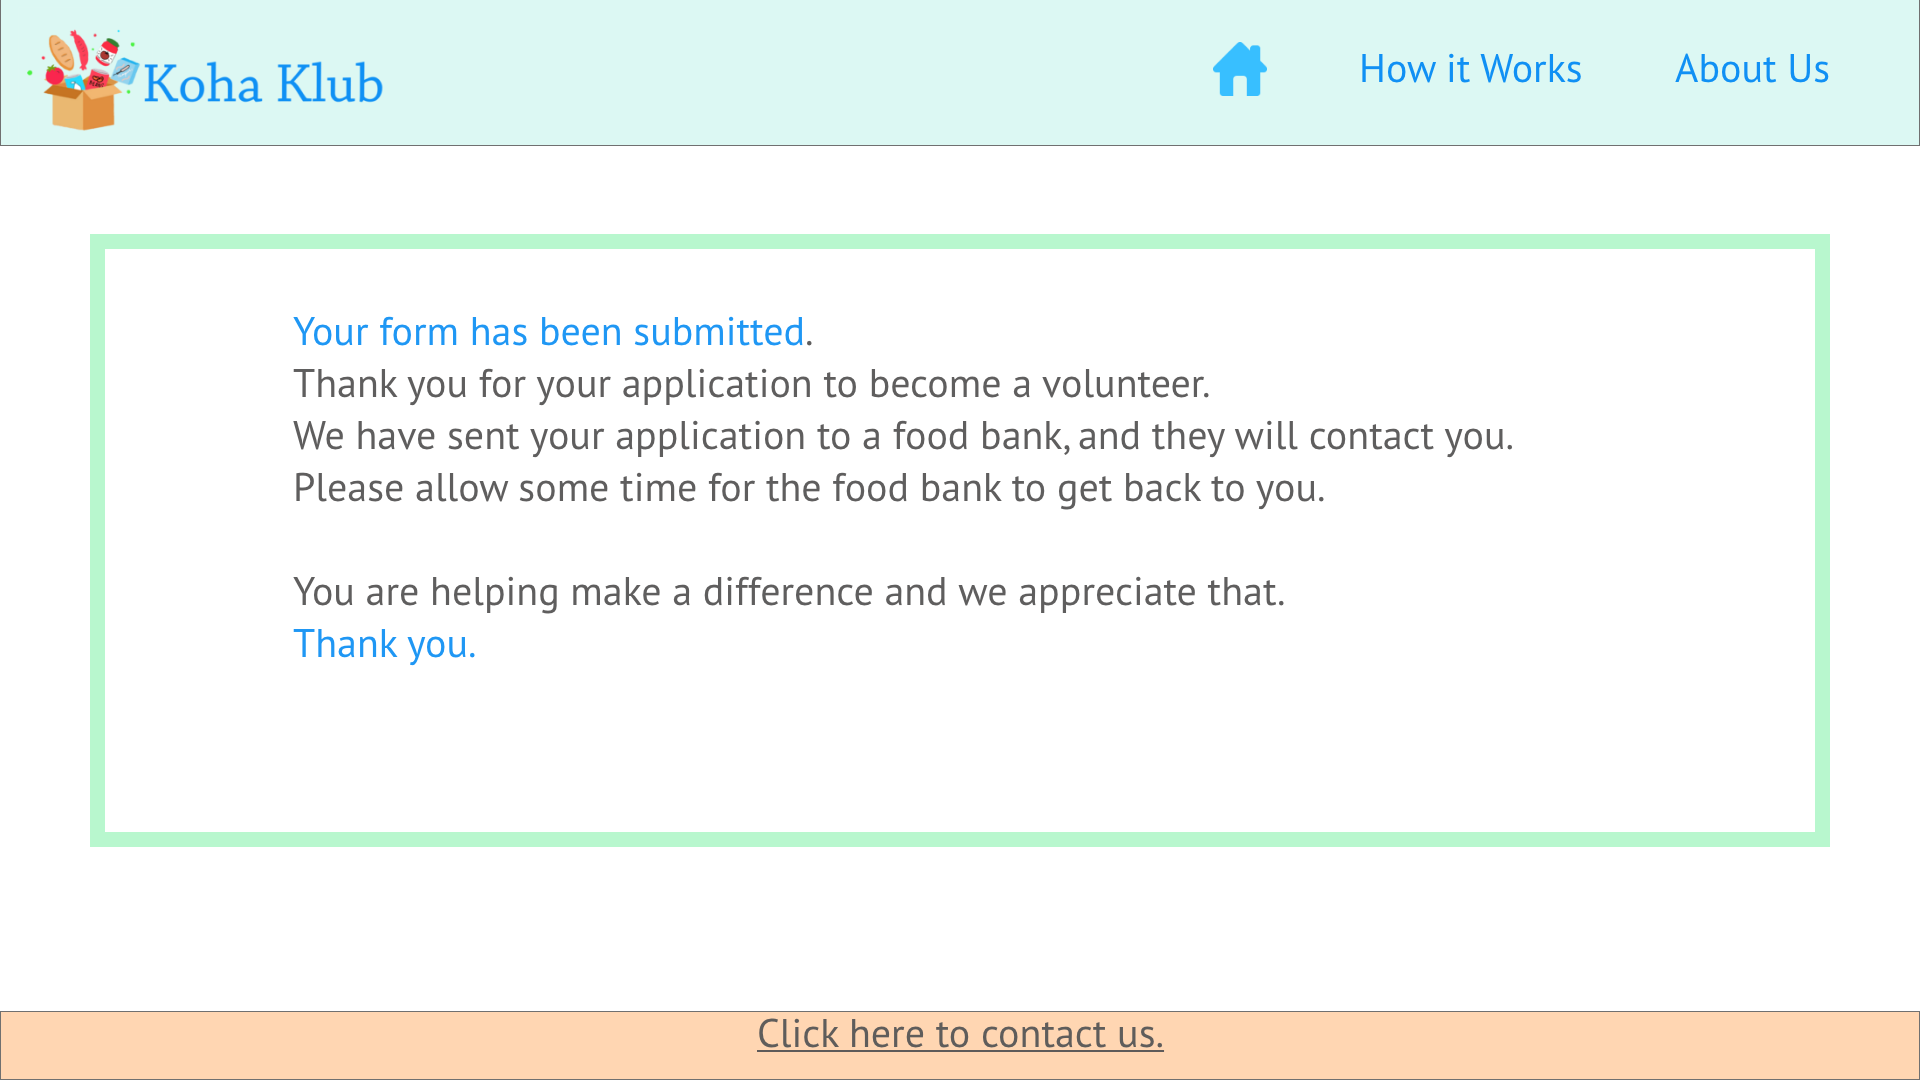 Koha Klub
How it Works
About Us
Your form has been submitted.
Thank you for your application to become a volunteer.
We have sent your application to a food bank, and they will contact you.
Please allow some time for the food bank to get back to you.
You are helping make a difference and we appreciate that.
Thank you.
Click here to contact us.